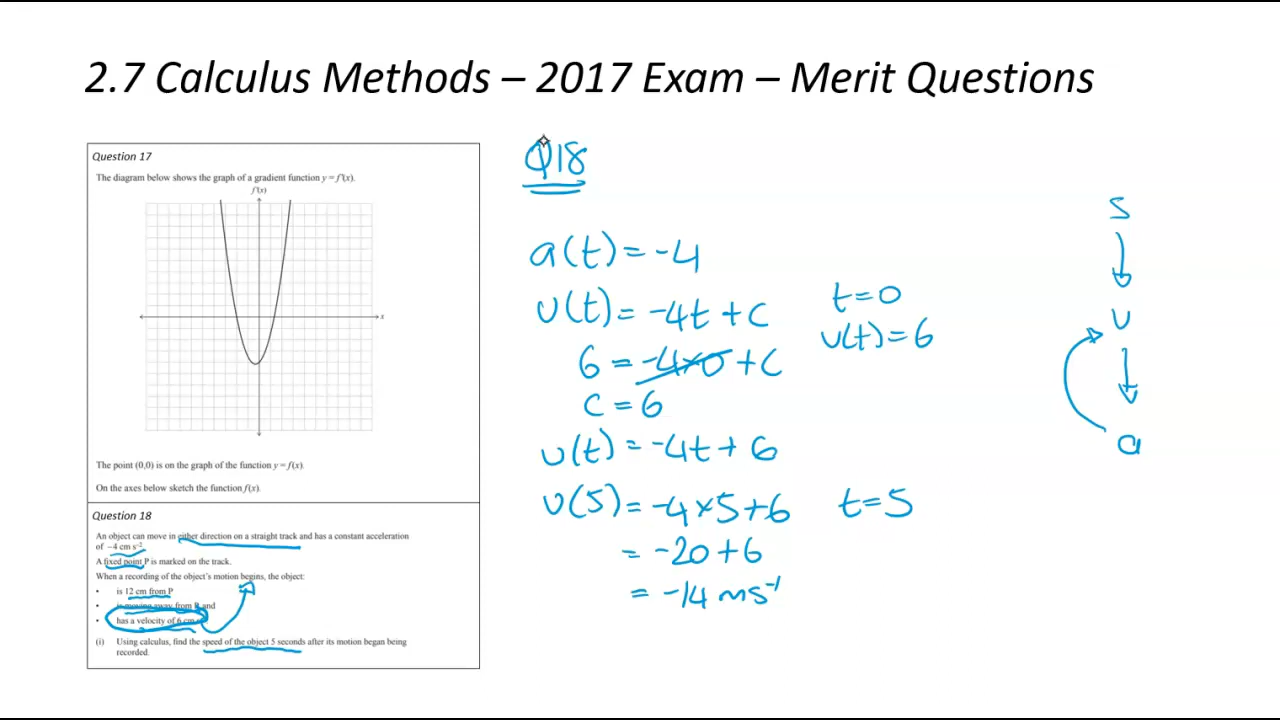 2.7 Calculus Methods – 2017 Exam – Merit Questions
Question 17
The diagram below shows the graph of a gradient function y = f'(x).
f'(x)
x
The point (0,0) is on the graph of the function y = f(x).
On the axes below sketch the function f(x).
Question 18
An object can move in either direction on a straight track and has a constant acceleration
of –4 cm s⁻².
A fixed point P is marked on the track.
When a recording of the object's motion begins, the object:
• is 12 cm from P
• is moving away from P, and
• has a velocity of 6 cm
(i) Using calculus, find the speed of the object 5 seconds after its motion began being
recorded.
Q18
a(t) = -4
v(t) = -4t + c
6 = -4×0 + c
c = 6
v(t) = -4t + 6
v(5) = -4×5+6
= -20 + 6
= -14 ms⁻¹
t=0
v(t) = 6
t=5
s
v
a